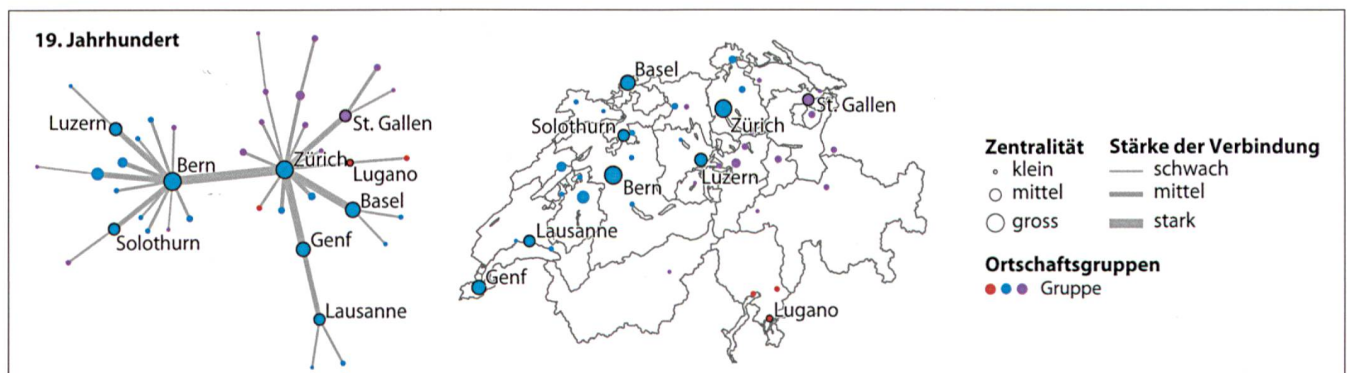 19. Jahrhundert
Luzern
Bern
Solothurn
Zürich
St. Gallen
Lugano
Basel
Genf
Lausanne
Basel
Solothurn
Bern
Zürich
St. Gallen
Luzern
Lausanne
Genf
Lugano
Zentralität
klein
mittel
gross
Stärke der Verbindung
schwach
mittel
stark
Ortschaftsgruppen
Gruppe